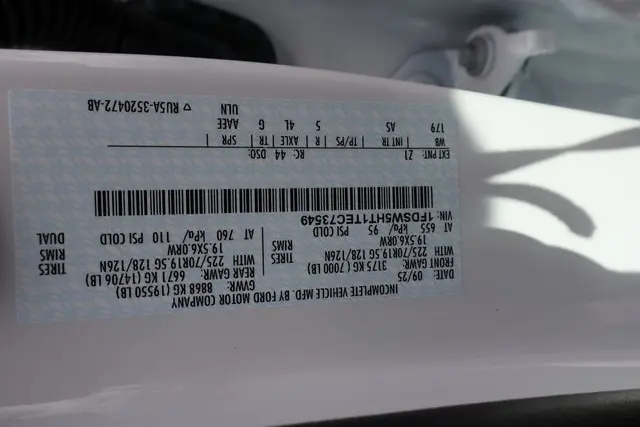 INCOMPLETE VEHICLE MFD. BY FORD MOTOR COMPANY
09/25 GVWR: 8868 KG (19550 LB)
DATE:
FRONT GAWR: 3175 KG (7000 LB) REAR GAWR: 6671 KG (14706 LB)
WITH 225/70R19.5G 128/126N TIRES WITH 225/70R19.5G 128/126N TIRES
19.5X6.0RW RIMS 19.5X6.0RW RIMS
AT 655 kPa/ 95 PSI COLD AT 760 kPa/ 110 PSI COLD DUAL
VIN: 1FDSW5HT1TEC73549
EXT PNT: Z1 RC: 44 DSO:
WB INT TR TP/PS R AXLE TR SPR
179 AS 5 4L G AAEE
ULN
▽ RU5A-3520472-AB